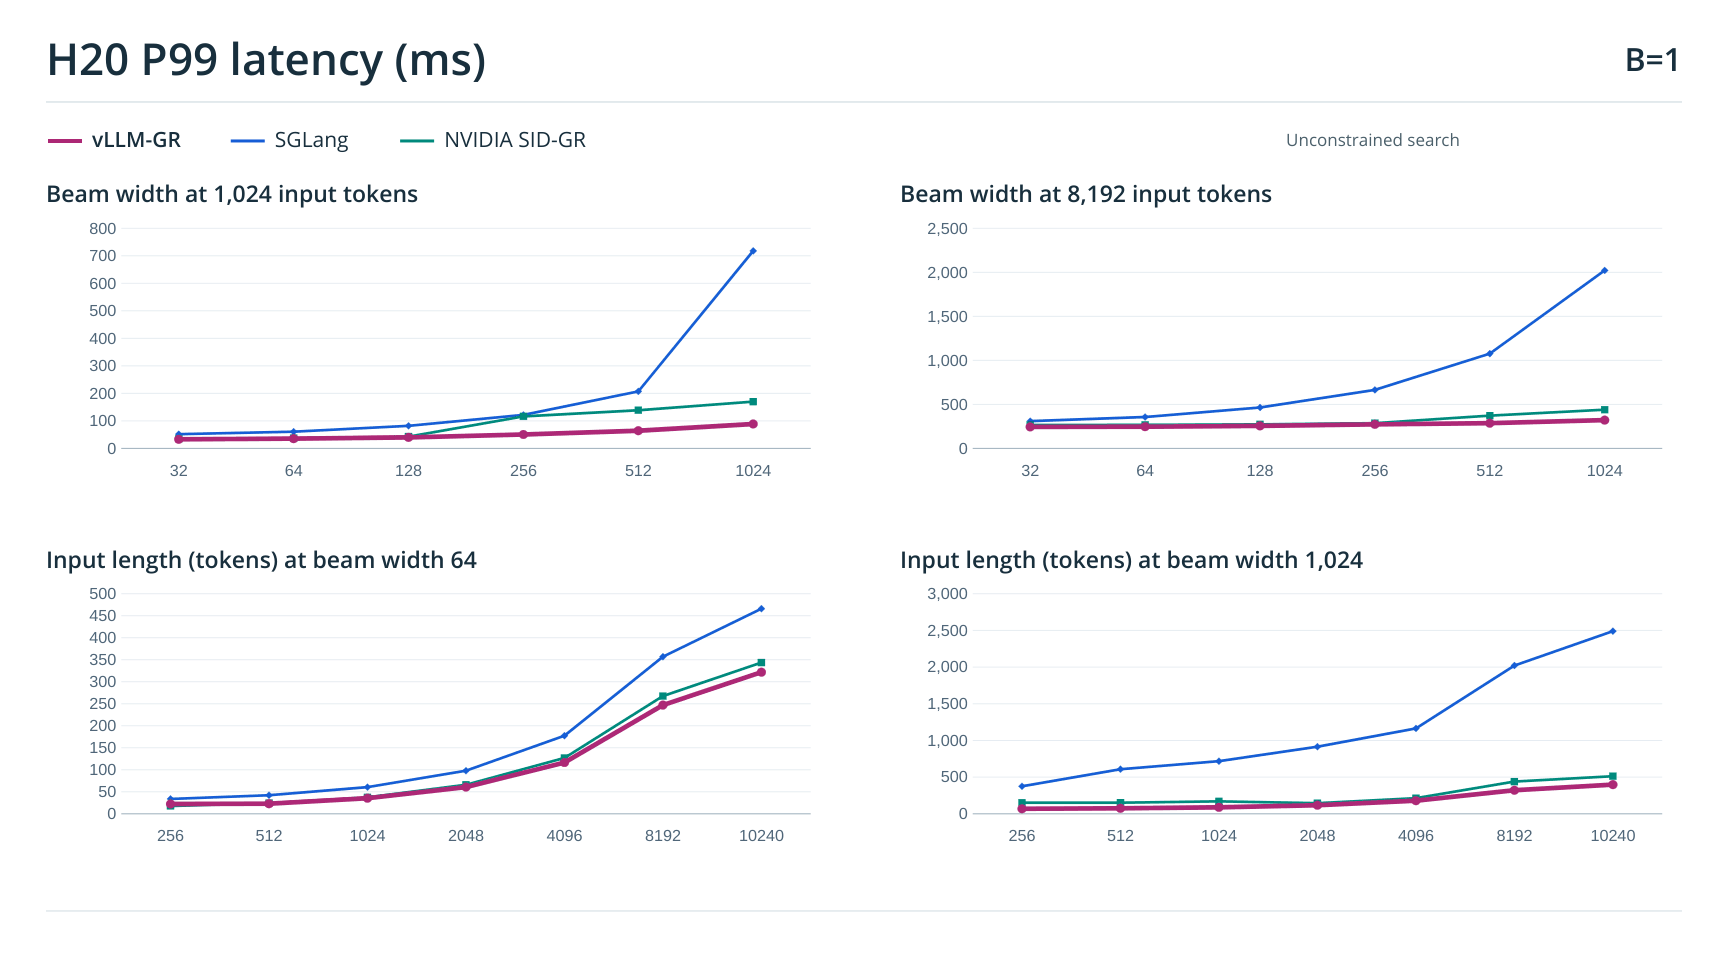 H20 P99 latency (ms)
B=1
vLLM-GR SGLang NVIDIA SID-GR
Unconstrained search
Beam width at 1,024 input tokens
800
700
600
500
400
300
200
100
0
32 64 128 256 512 1024
Beam width at 8,192 input tokens
2,500
2,000
1,500
1,000
500
0
32 64 128 256 512 1024
Input length (tokens) at beam width 64
500
450
400
350
300
250
200
150
100
50
0
256 512 1024 2048 4096 8192 10240
Input length (tokens) at beam width 1,024
3,000
2,500
2,000
1,500
1,000
500
0
256 512 1024 2048 4096 8192 10240